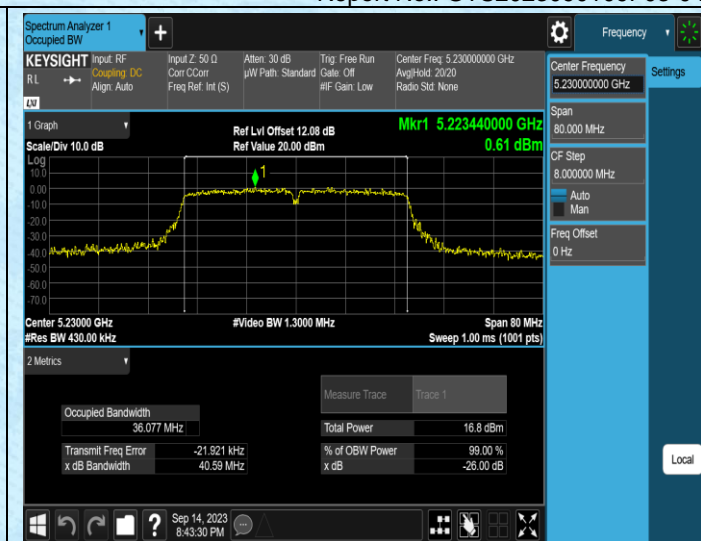 Spectrum Analyzer 1
Occupied BW
Frequency
KEYSIGHT
RL
LXI
Input: RF
Coupling: DC
Align: Auto
Input Z: 50 Ω
Corr CCorr
Freq Ref: Int (S)
Atten: 30 dB
µW Path: Standard
Trig: Free Run
Gate: Off
#IF Gain: Low
Center Freq: 5.230000000 GHz
Avg|Hold: 20/20
Radio Std: None
Center Frequency
5.230000000 GHz
Settings
Span
80.000 MHz
CF Step
8.000000 MHz
Auto
Man
Freq Offset
0 Hz
1 Graph
Scale/Div 10.0 dB
Ref Lvl Offset 12.08 dB
Ref Value 20.00 dBm
Mkr1 5.223440000 GHz
0.61 dBm
Log
10.0
0.00
-10.0
-20.0
-30.0
-40.0
-50.0
-60.0
-70.0
1
Center 5.23000 GHz
#Res BW 430.00 kHz
#Video BW 1.3000 MHz
Span 80 MHz
Sweep 1.00 ms (1001 pts)
2 Metrics
Measure Trace Trace 1
Occupied Bandwidth
36.077 MHz
Total Power 16.8 dBm
Transmit Freq Error -21.921 kHz
% of OBW Power 99.00 %
x dB Bandwidth 40.59 MHz
x dB -26.00 dB
Local
?
Sep 14, 2023
8:43:30 PM